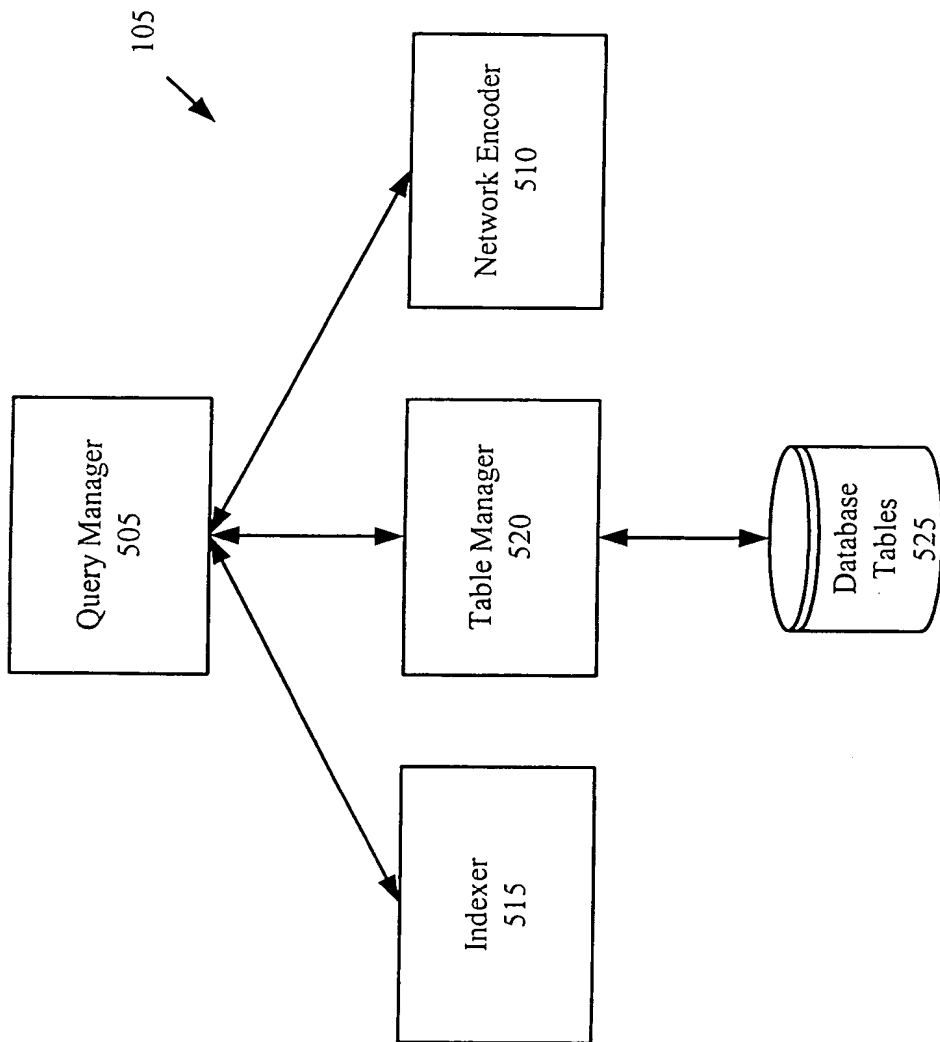 105
Query Manager
505
Network Encoder
510
Table Manager
520
Indexer
515
Database
Tables
525